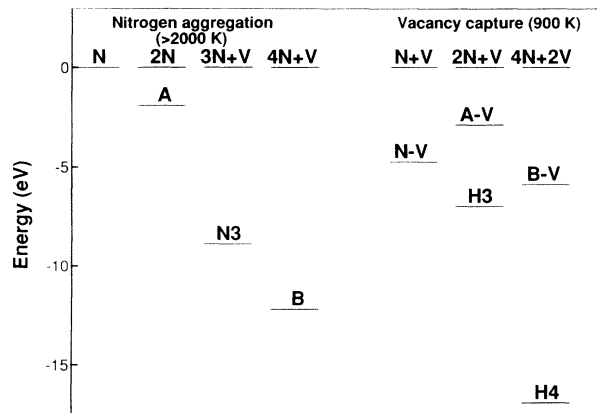 Nitrogen aggregation
(>2000 K)
Vacancy capture (900 K)
N 2N 3N+V 4N+V N+V 2N+V 4N+2V
0
A
A-V
N-V
B-V
-5
H3
N3
-10
B
-15
H4
Energy (eV)